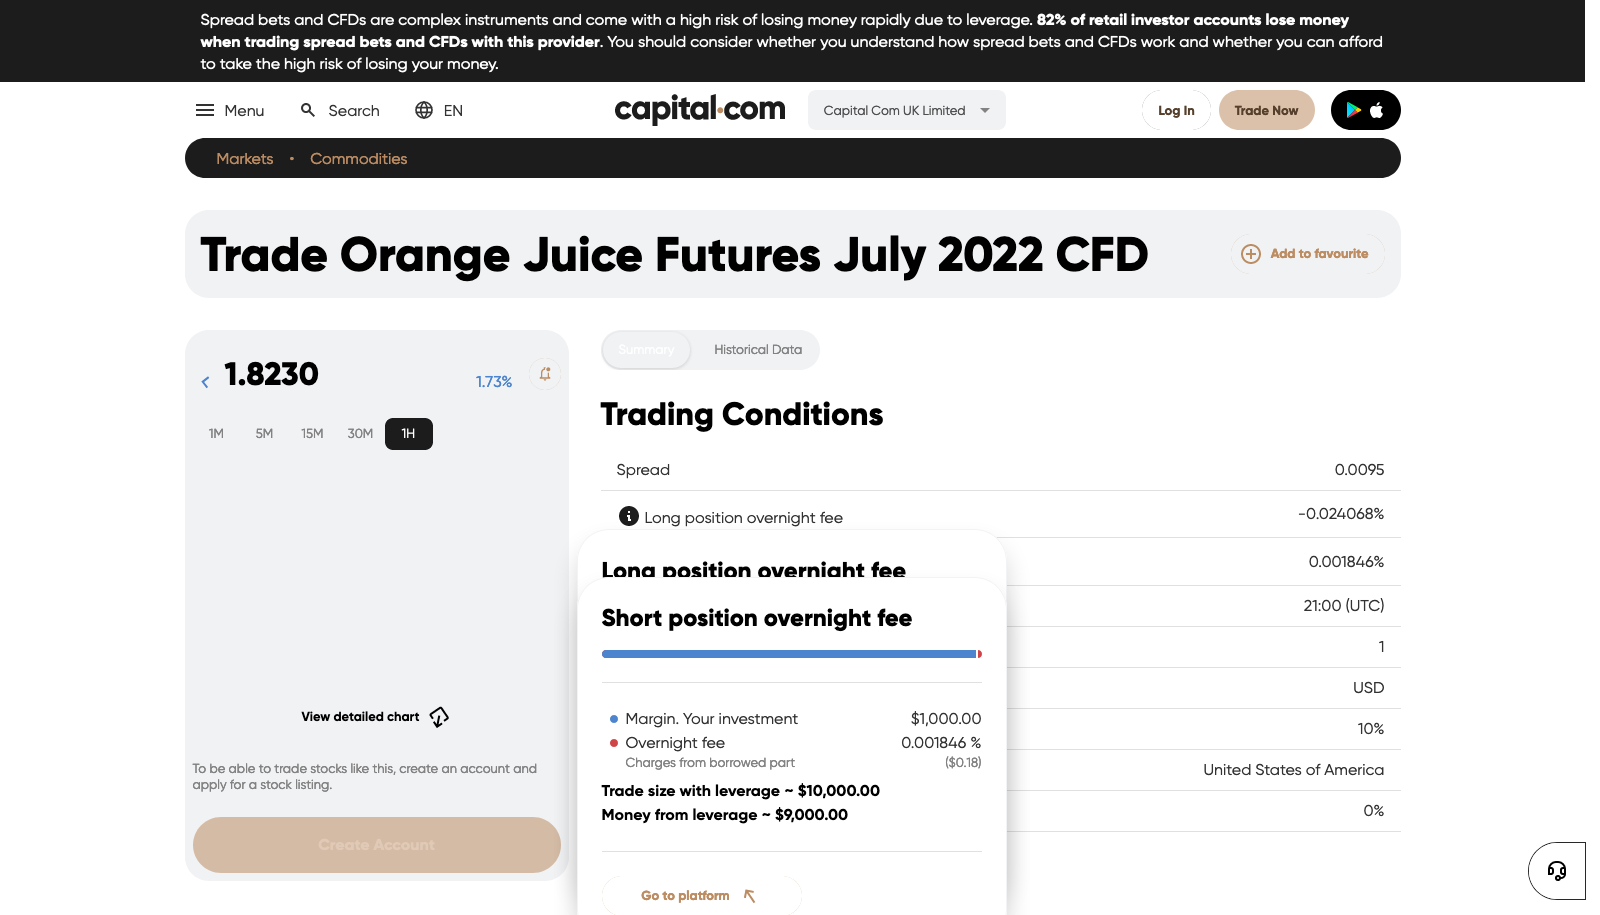 Spread bets and CFDs are complex instruments and come with a high risk of losing money rapidly due to leverage. 82% of retail investor accounts lose money
when trading spread bets and CFDs with this provider. You should consider whether you understand how spread bets and CFDs work and whether you can afford
to take the high risk of losing your money.
Menu Search EN capital.com Capital Com UK Limited Log In Trade Now
Markets • Commodities
Trade Orange Juice Futures July 2022 CFD Add to favourite
1.8230 1.73%
1M 5M 15M 30M 1H
View detailed chart
To be able to trade stocks like this, create an account and
apply for a stock listing.
Create Account
Summary Historical Data
Trading Conditions
Spread 0.0095
Long position overnight fee -0.024068%
0.001846%
21:00 (UTC)
1
USD
10%
United States of America
0%
Long position overnight fee
Short position overnight fee
Margin. Your investment $1,000.00
Overnight fee 0.001846 %
Charges from borrowed part ($0.18)
Trade size with leverage ~ $10,000.00
Money from leverage ~ $9,000.00
Go to platform